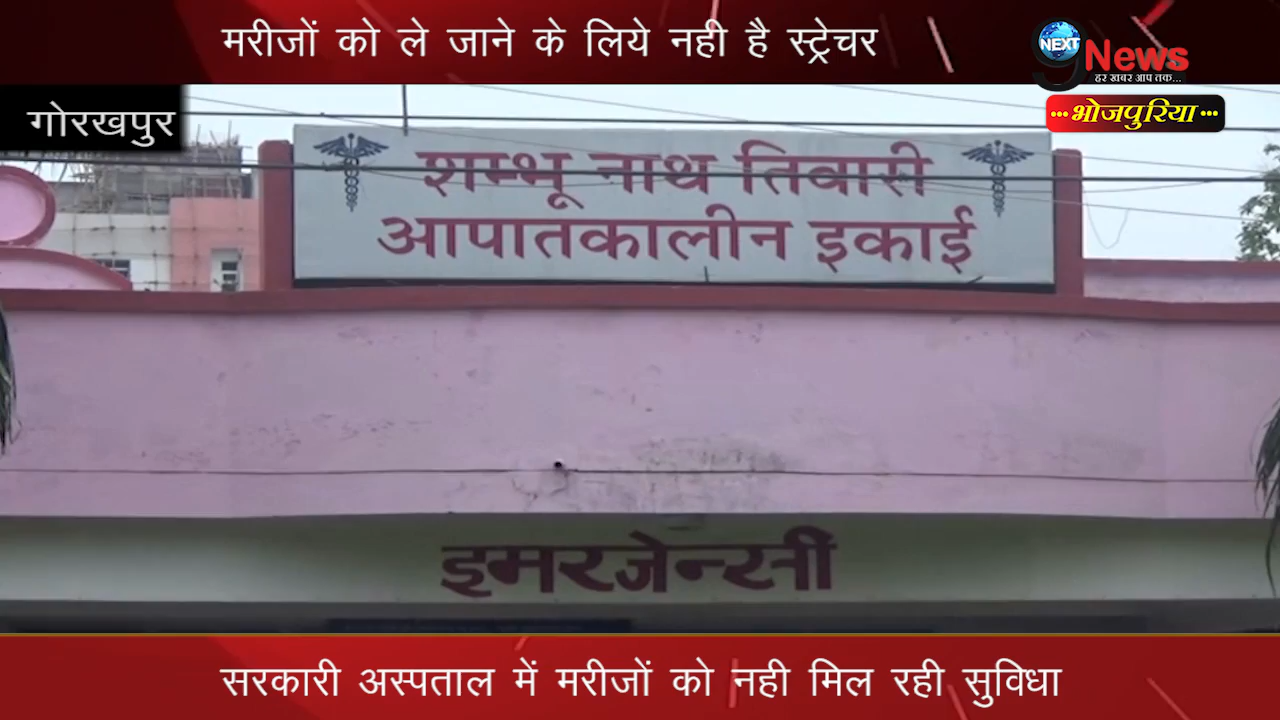 मरीजों को ले जाने के लिये नही है स्ट्रेचर
NEXT
9 News
हर खबर आप तक...
भोजपुरिया
गोरखपुर
शम्भू नाथ तिवारी
आपातकालीन इकाई
इमरजेन्सी
सरकारी अस्पताल में मरीजों को नही मिल रही सुविधा